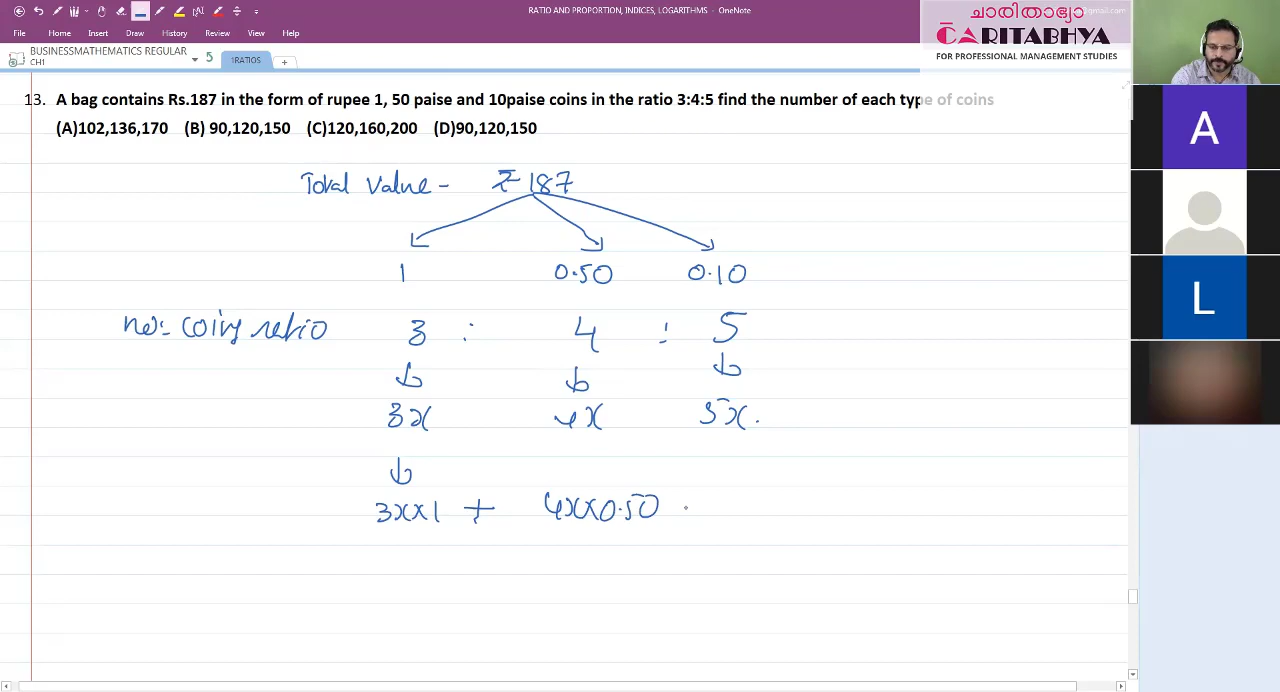 RATIO AND PROPORTION, INDICES, LOGARITHMS - OneNote
ചാരിതാഭ്യാ
@gmail.com
CARITABHYA
FOR PROFESSIONAL MANAGEMENT STUDIES
File Home Insert Draw History Review View Help
BUSINESSMATHEMATICS REGULAR
CH1
1RATIOS
13. A bag contains Rs.187 in the form of rupee 1, 50 paise and 10paise coins in the ratio 3:4:5 find the number of each type of coins
(A)102,136,170 (B) 90,120,150 (C)120,160,200 (D)90,120,150
Total Value - ₹ 187
1 0.50 0.10
no: coins ratio 3 : 4 : 5
3x 4x 5x.
3x×1 + 4x×0.50
A
L